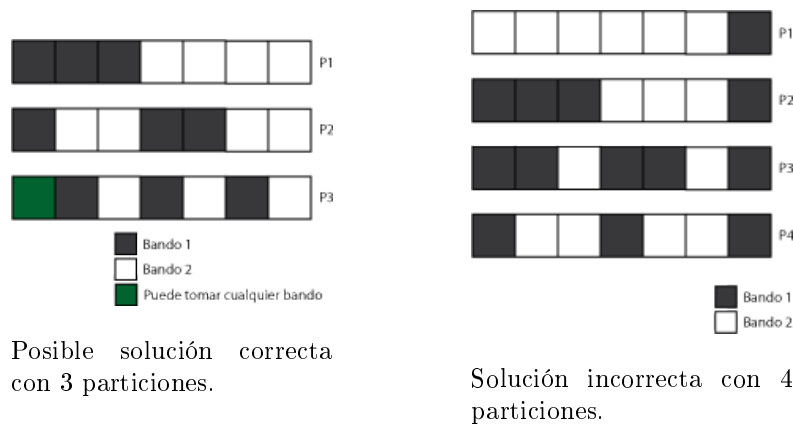 P1
P2
P3
Bando 1
Bando 2
Puede tomar cualquier bando
Posible solución correcta
con 3 particiones.
P1
P2
P3
P4
Bando 1
Bando 2
Solución incorrecta con 4
particiones.